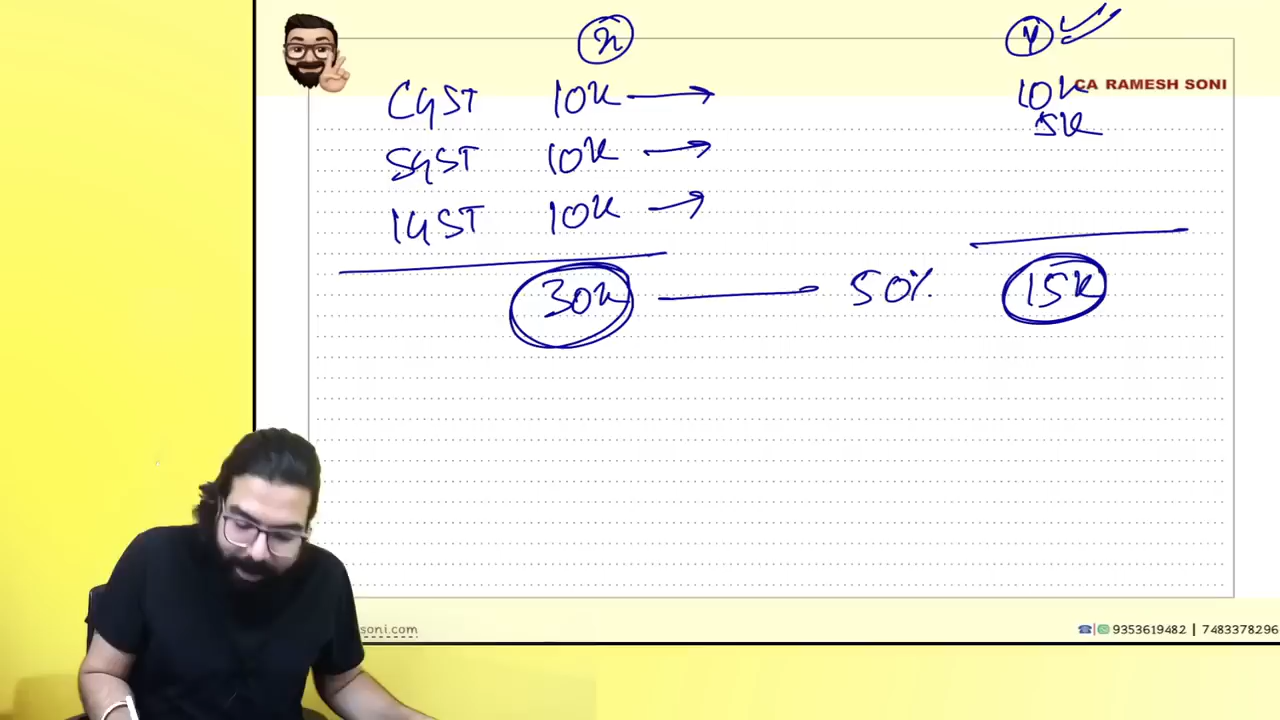 x Y
CGST 10K 10K
CA RAMESH SONI
5K
SGST 10K
IGST 10K
30K 50% 15K
soni.com
9353619482 | 7483378296